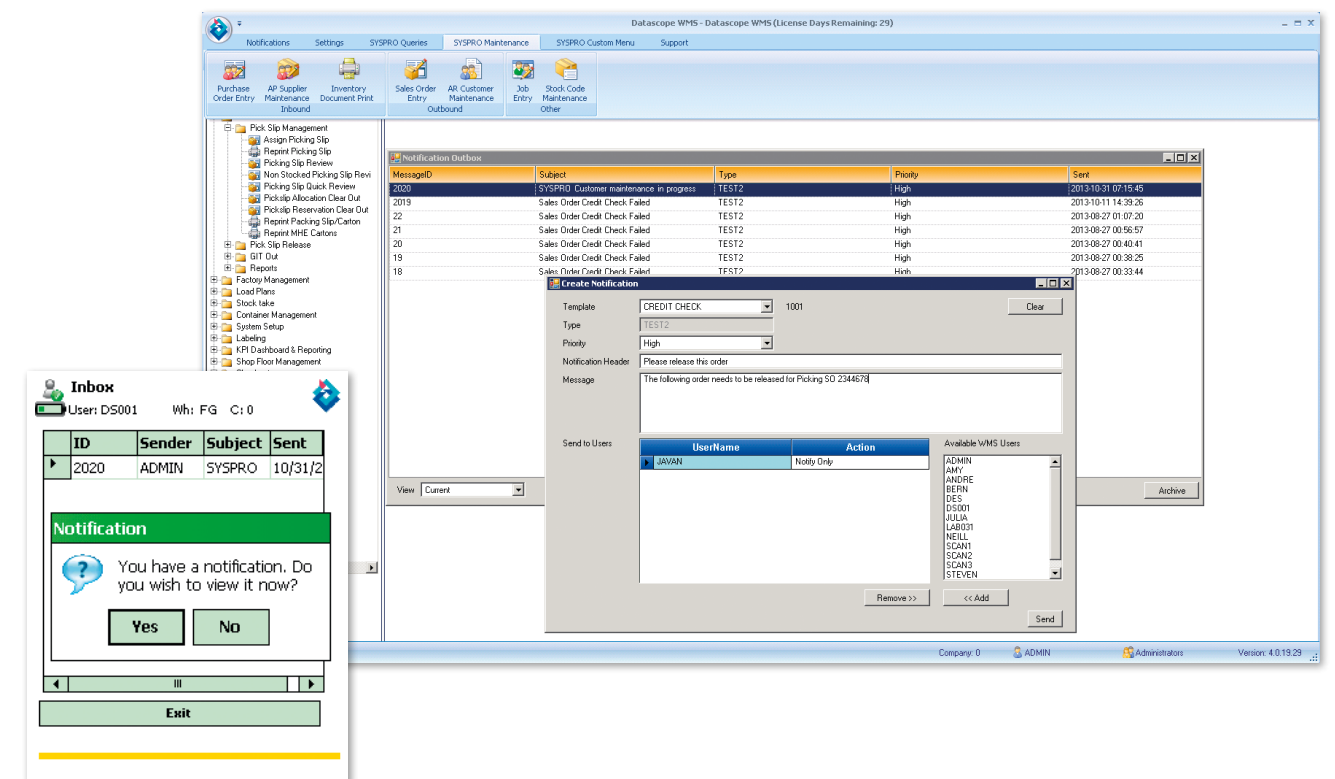 Datascope WMS - Datascope WMS (License Days Remaining: 29)
Notifications Settings SYSPRO Queries SYSPRO Maintenance SYSPRO Custom Menu Support
Purchase Order Entry
AP Supplier Maintenance
Inventory Document Print
Sales Order Entry
AR Customer Maintenance
Job Entry
Stock Code Maintenance
Inbound Outbound Other
Pick Slip Management
Assign Picking Slip
Reprint Picking Slip
Picking Slip Review
Non Stocked Picking Slip Revi
Picking Slip Quick Review
Pickslip Allocation Clear Out
Pickslip Reservation Clear Out
Reprint Packing Slip/Carton
Reprint MHE Cartons
Pick Slip Release
GIT Out
Reports
Factory Management
Load Plans
Stock take
Container Management
System Setup
Labeling
KPI Dashboard & Reporting
Shop Floor Management
Notification Outbox
MessageID Subject Type Priority Sent
2020 SYSPRO Customer maintenance in progress TEST2 High 2013-10-31 07:15:45
2019 Sales Order Credit Check Failed TEST2 High 2013-10-11 14:39:26
22 Sales Order Credit Check Failed TEST2 High 2013-08-27 01:07:20
21 Sales Order Credit Check Failed TEST2 High 2013-08-27 00:56:57
20 Sales Order Credit Check Failed TEST2 High 2013-08-27 00:40:41
19 Sales Order Credit Check Failed TEST2 High 2013-08-27 00:38:25
18 Sales Order Credit Check Failed TEST2 High 2013-08-27 00:33:44
View Current
Archive
Create Notification
Template CREDIT CHECK 1001 Clear
Type TEST2
Priority High
Notification Header Please release this order
Message The following order needs to be released for Picking SO 2344678
Send to Users UserName Action Available WMS Users
JAVAN Notify Only
ADMIN
AMY
ANDRE
BERN
DES
DS001
JULIA
LAB031
NEILL
SCAN1
SCAN2
SCAN3
STEVEN
Remove >> << Add
Send
Company: 0 ADMIN Administrators Version: 4.0.19.29
Inbox
User: DS001 Wh: FG C: 0
ID Sender Subject Sent
2020 ADMIN SYSPRO 10/31/2
Notification
You have a notification. Do
you wish to view it now?
Yes No
Exit